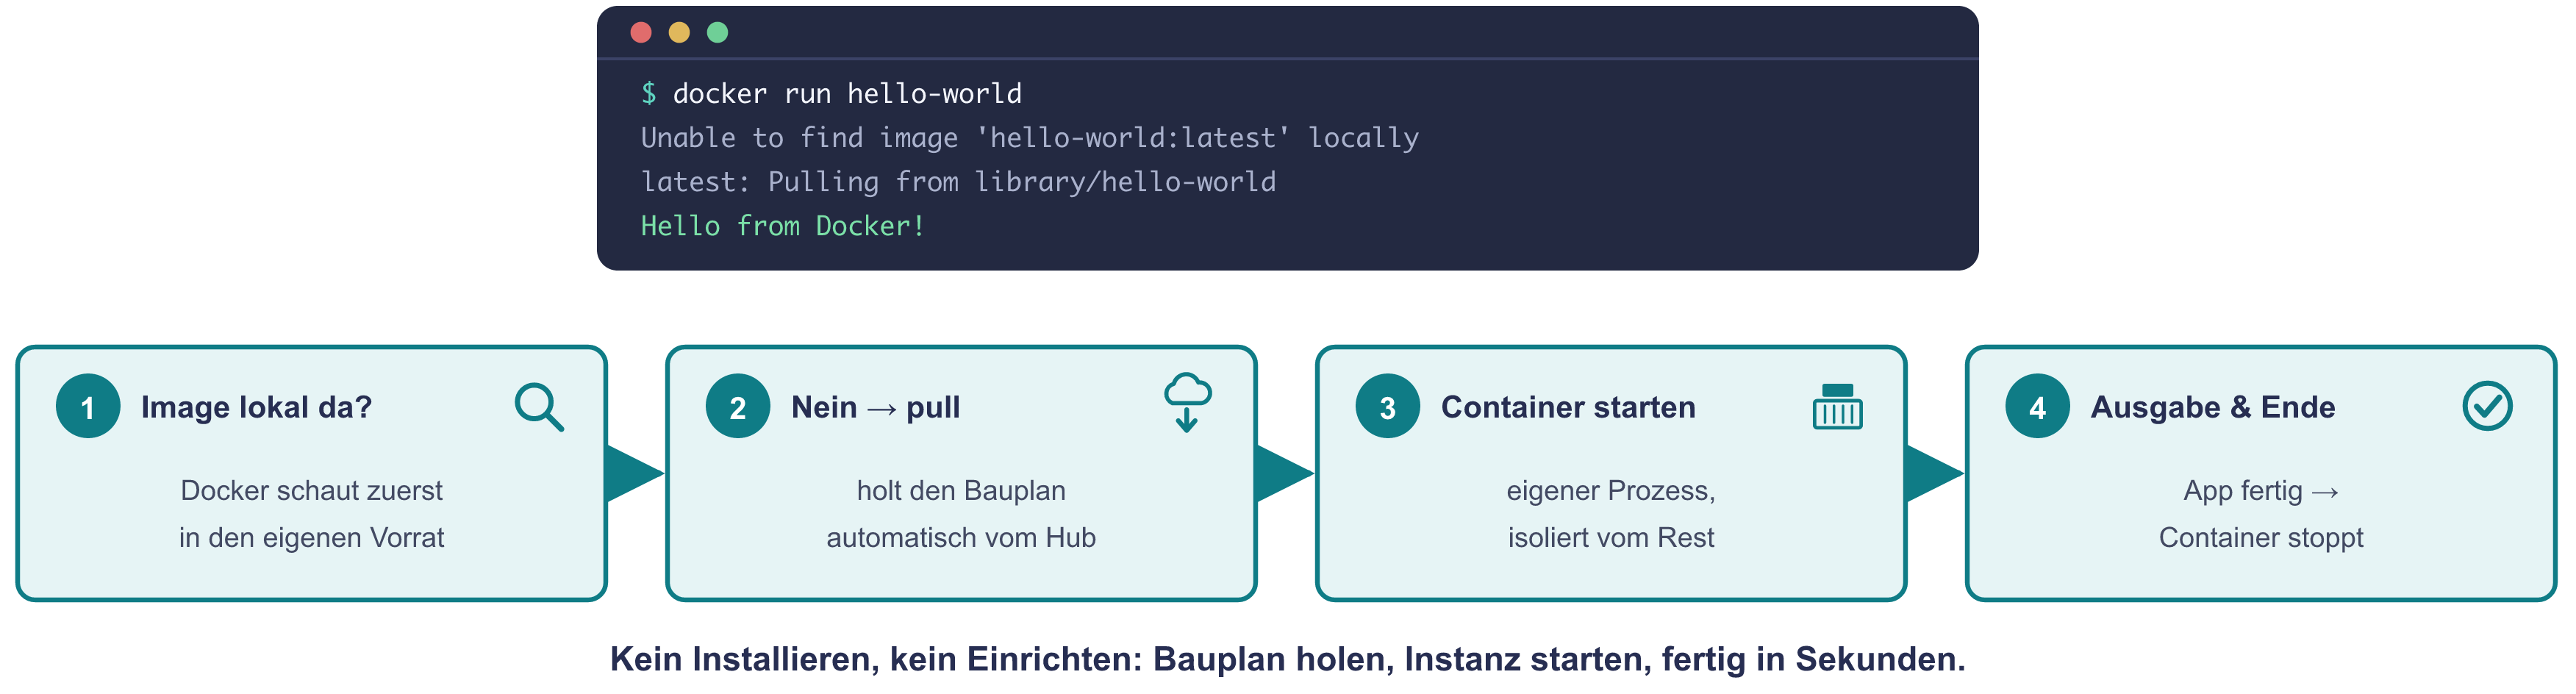 $ docker run hello-world
Unable to find image 'hello-world:latest' locally
latest: Pulling from library/hello-world
Hello from Docker!
1 Image lokal da?
Docker schaut zuerst
in den eigenen Vorrat
2 Nein → pull
holt den Bauplan
automatisch vom Hub
3 Container starten
eigener Prozess,
isoliert vom Rest
4 Ausgabe & Ende
App fertig →
Container stoppt
Kein Installieren, kein Einrichten: Bauplan holen, Instanz starten, fertig in Sekunden.